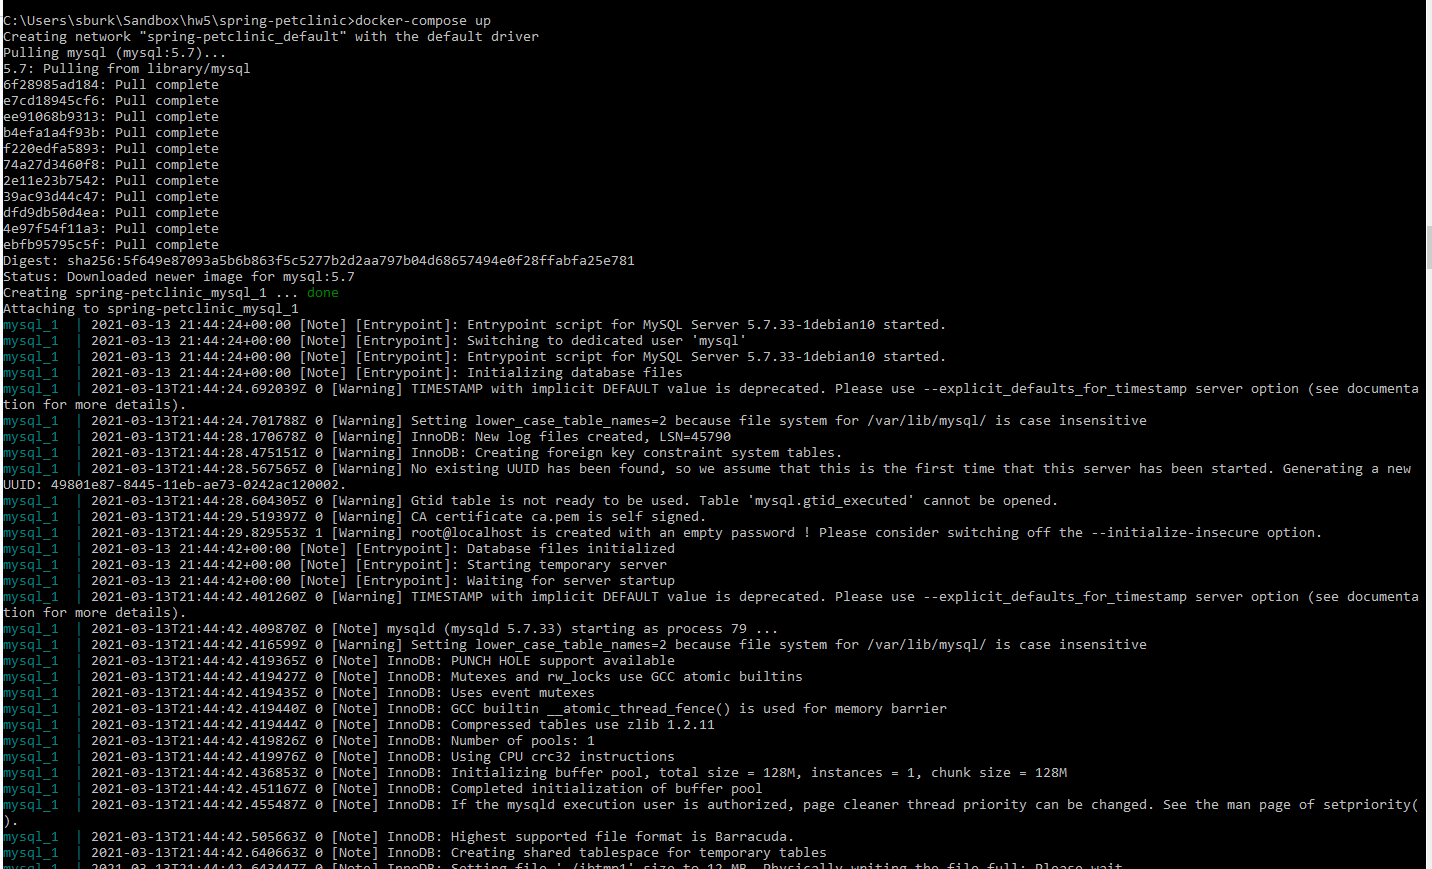 C:\Users\sburk\Sandbox\hw5\spring-petclinic>docker-compose up
Creating network "spring-petclinic_default" with the default driver
Pulling mysql (mysql:5.7)...
5.7: Pulling from library/mysql
6f28985ad184: Pull complete
e7cd18945cf6: Pull complete
ee91068b9313: Pull complete
b4efa1a4f93b: Pull complete
f220edfa5893: Pull complete
74a27d3460f8: Pull complete
2e11e23b7542: Pull complete
39ac93d44c47: Pull complete
dfd9db50d4ea: Pull complete
4e97f54f11a3: Pull complete
ebfb95795c5f: Pull complete
Digest: sha256:5f649e87093a5b6b863f5c5277b2d2aa797b04d68657494e0f28ffabfa25e781
Status: Downloaded newer image for mysql:5.7
Creating spring-petclinic_mysql_1 ... done
Attaching to spring-petclinic_mysql_1
mysql_1  | 2021-03-13 21:44:24+00:00 [Note] [Entrypoint]: Entrypoint script for MySQL Server 5.7.33-1debian10 started.
mysql_1  | 2021-03-13 21:44:24+00:00 [Note] [Entrypoint]: Switching to dedicated user 'mysql'
mysql_1  | 2021-03-13 21:44:24+00:00 [Note] [Entrypoint]: Entrypoint script for MySQL Server 5.7.33-1debian10 started.
mysql_1  | 2021-03-13 21:44:24+00:00 [Note] [Entrypoint]: Initializing database files
mysql_1  | 2021-03-13T21:44:24.692039Z 0 [Warning] TIMESTAMP with implicit DEFAULT value is deprecated. Please use --explicit_defaults_for_timestamp server option (see documenta
tion for more details).
mysql_1  | 2021-03-13T21:44:24.701788Z 0 [Warning] Setting lower_case_table_names=2 because file system for /var/lib/mysql/ is case insensitive
mysql_1  | 2021-03-13T21:44:28.170678Z 0 [Warning] InnoDB: New log files created, LSN=45790
mysql_1  | 2021-03-13T21:44:28.475151Z 0 [Warning] InnoDB: Creating foreign key constraint system tables.
mysql_1  | 2021-03-13T21:44:28.567565Z 0 [Warning] No existing UUID has been found, so we assume that this is the first time that this server has been started. Generating a new
UUID: 49801e87-8445-11eb-ae73-0242ac120002.
mysql_1  | 2021-03-13T21:44:28.604305Z 0 [Warning] Gtid table is not ready to be used. Table 'mysql.gtid_executed' cannot be opened.
mysql_1  | 2021-03-13T21:44:29.519397Z 0 [Warning] CA certificate ca.pem is self signed.
mysql_1  | 2021-03-13T21:44:29.829553Z 1 [Warning] root@localhost is created with an empty password ! Please consider switching off the --initialize-insecure option.
mysql_1  | 2021-03-13 21:44:42+00:00 [Note] [Entrypoint]: Database files initialized
mysql_1  | 2021-03-13 21:44:42+00:00 [Note] [Entrypoint]: Starting temporary server
mysql_1  | 2021-03-13 21:44:42+00:00 [Note] [Entrypoint]: Waiting for server startup
mysql_1  | 2021-03-13T21:44:42.401260Z 0 [Warning] TIMESTAMP with implicit DEFAULT value is deprecated. Please use --explicit_defaults_for_timestamp server option (see documenta
tion for more details).
mysql_1  | 2021-03-13T21:44:42.409870Z 0 [Note] mysqld (mysqld 5.7.33) starting as process 79 ...
mysql_1  | 2021-03-13T21:44:42.416599Z 0 [Warning] Setting lower_case_table_names=2 because file system for /var/lib/mysql/ is case insensitive
mysql_1  | 2021-03-13T21:44:42.419365Z 0 [Note] InnoDB: PUNCH HOLE support available
mysql_1  | 2021-03-13T21:44:42.419427Z 0 [Note] InnoDB: Mutexes and rw_locks use GCC atomic builtins
mysql_1  | 2021-03-13T21:44:42.419435Z 0 [Note] InnoDB: Uses event mutexes
mysql_1  | 2021-03-13T21:44:42.419440Z 0 [Note] InnoDB: GCC builtin __atomic_thread_fence() is used for memory barrier
mysql_1  | 2021-03-13T21:44:42.419444Z 0 [Note] InnoDB: Compressed tables use zlib 1.2.11
mysql_1  | 2021-03-13T21:44:42.419826Z 0 [Note] InnoDB: Number of pools: 1
mysql_1  | 2021-03-13T21:44:42.419976Z 0 [Note] InnoDB: Using CPU crc32 instructions
mysql_1  | 2021-03-13T21:44:42.436853Z 0 [Note] InnoDB: Initializing buffer pool, total size = 128M, instances = 1, chunk size = 128M
mysql_1  | 2021-03-13T21:44:42.451167Z 0 [Note] InnoDB: Completed initialization of buffer pool
mysql_1  | 2021-03-13T21:44:42.455487Z 0 [Note] InnoDB: If the mysqld execution user is authorized, page cleaner thread priority can be changed. See the man page of setpriority(
).
mysql_1  | 2021-03-13T21:44:42.505663Z 0 [Note] InnoDB: Highest supported file format is Barracuda.
mysql_1  | 2021-03-13T21:44:42.640663Z 0 [Note] InnoDB: Creating shared tablespace for temporary tables
mysql_1  | 2021-03-13T21:44:42.643447Z 0 [Note] InnoDB: Setting file './ibtmp1' size to 12 MB. Physically writing the file full; Please wait